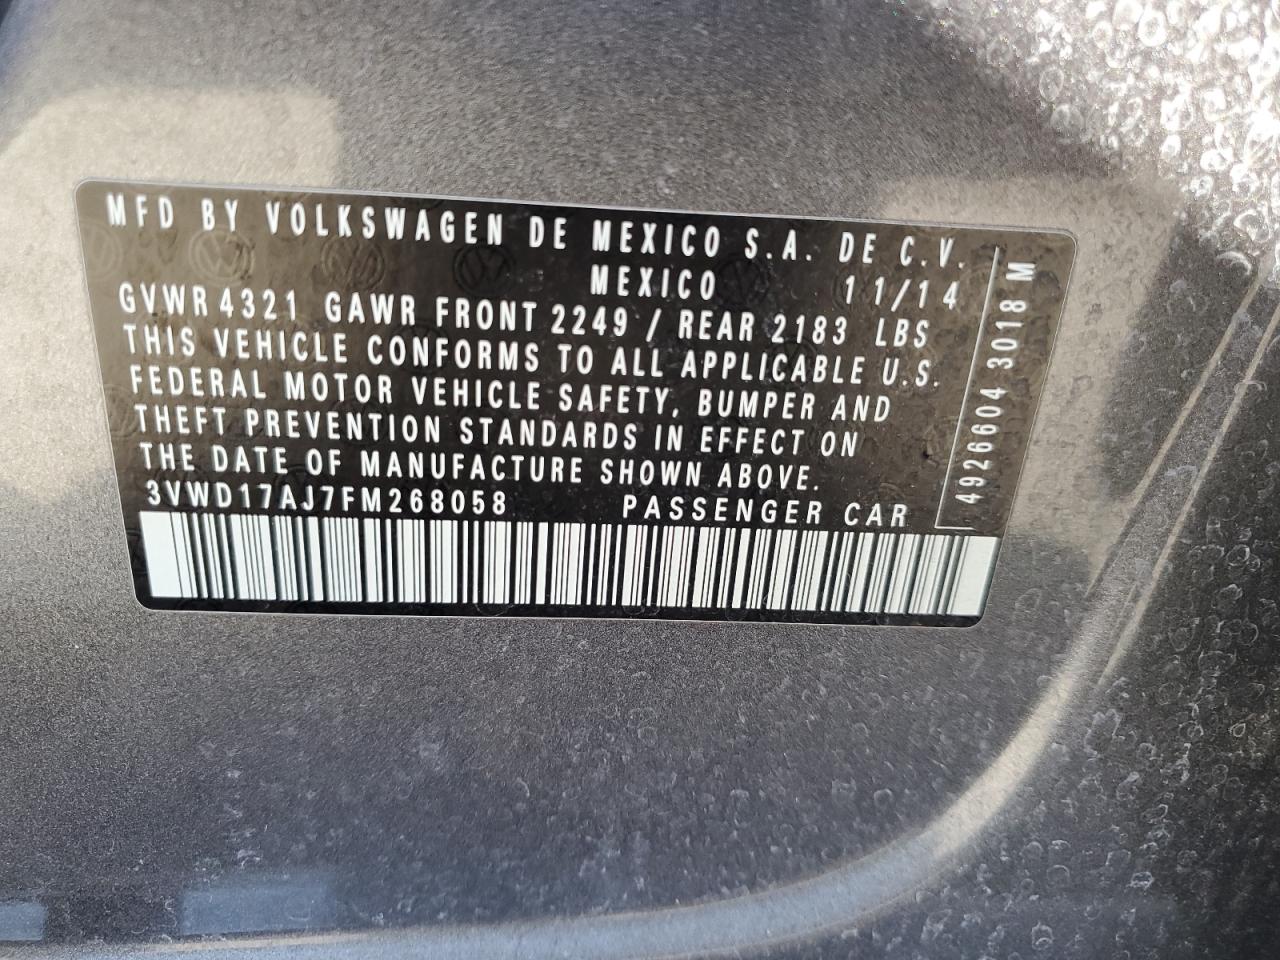 MFD BY VOLKSWAGEN DE MEXICO S.A. DE C.V.
MEXICO 11/14
GVWR 4321 GAWR FRONT 2249 / REAR 2183 LBS
THIS VEHICLE CONFORMS TO ALL APPLICABLE U.S.
FEDERAL MOTOR VEHICLE SAFETY, BUMPER AND
THEFT PREVENTION STANDARDS IN EFFECT ON
THE DATE OF MANUFACTURE SHOWN ABOVE.
3VWD17AJ7FM268058 PASSENGER CAR
4926604 3018 M